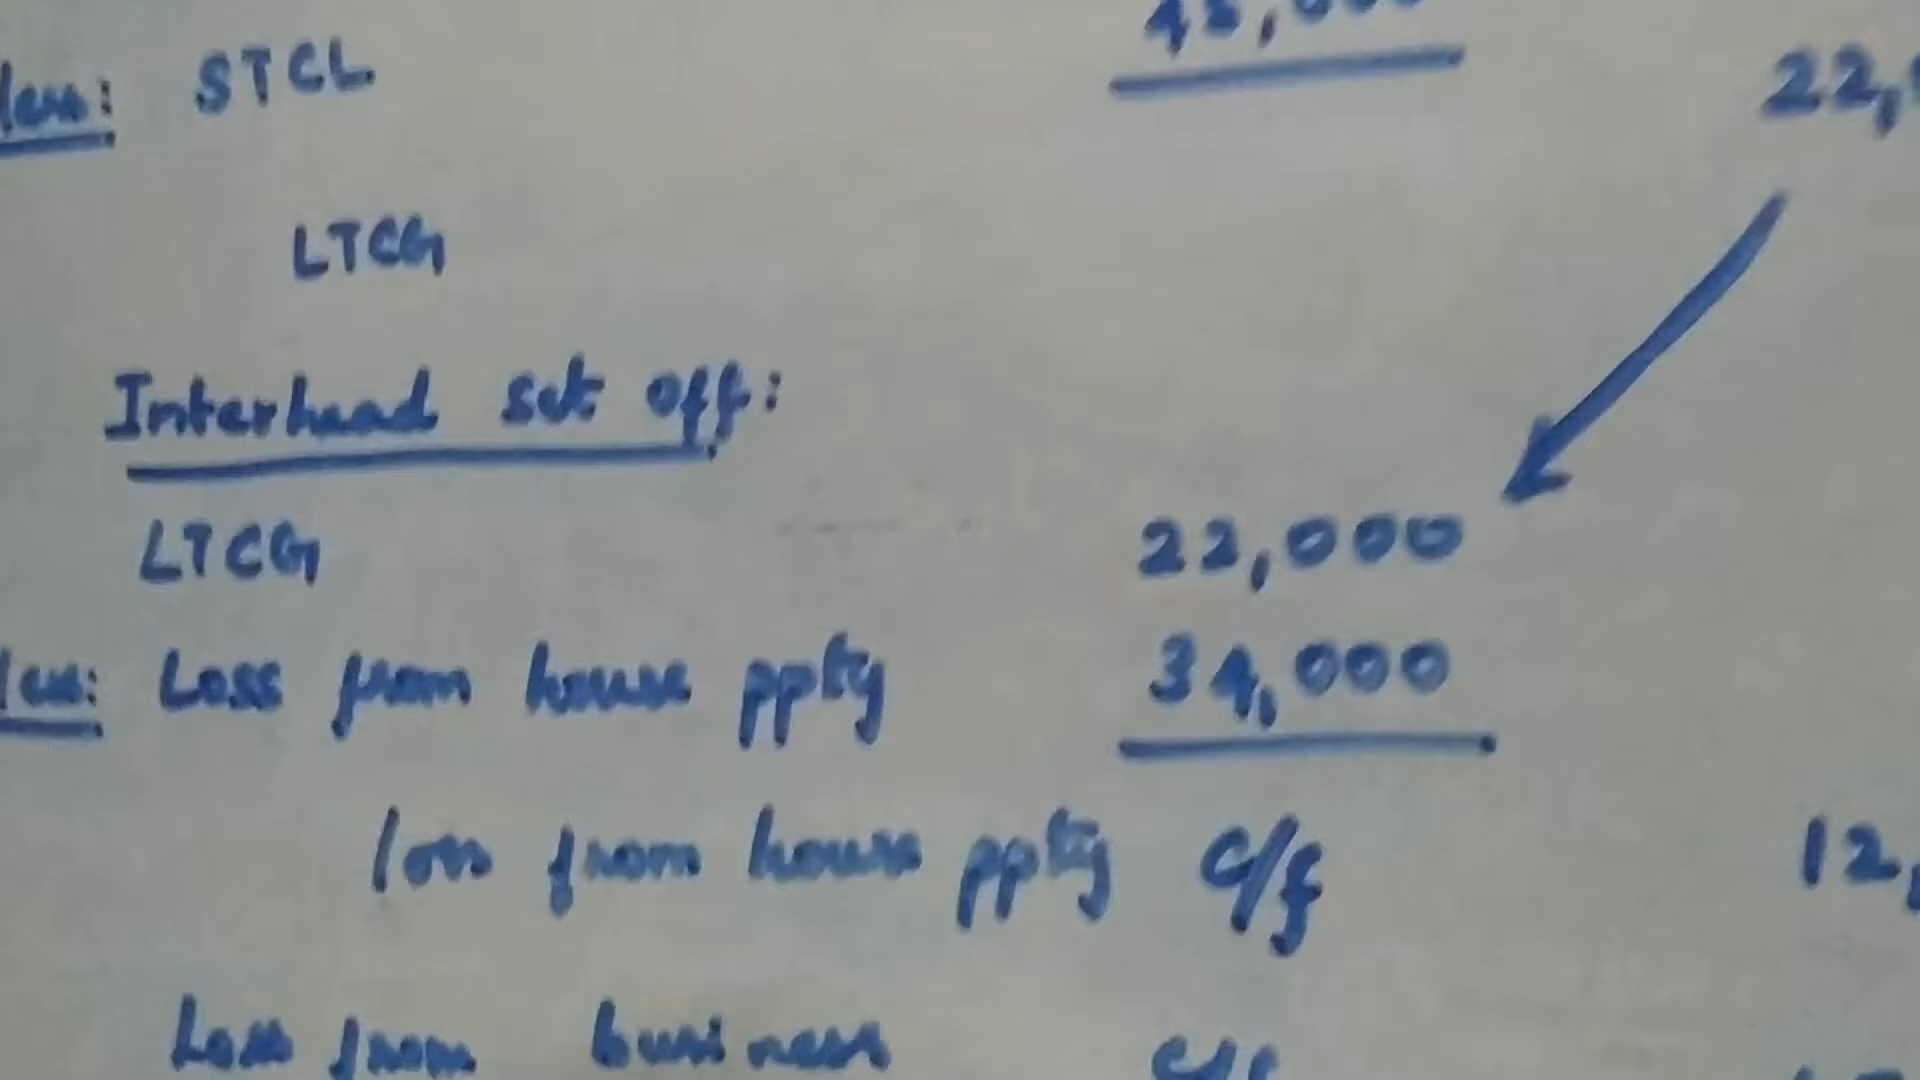 less: STCL 22,
LTCG
Interhead set off:
LTCG 22,000
less: Loss from house ppty 34,000
loss from house ppty c/f 12,
Loss from business c/f